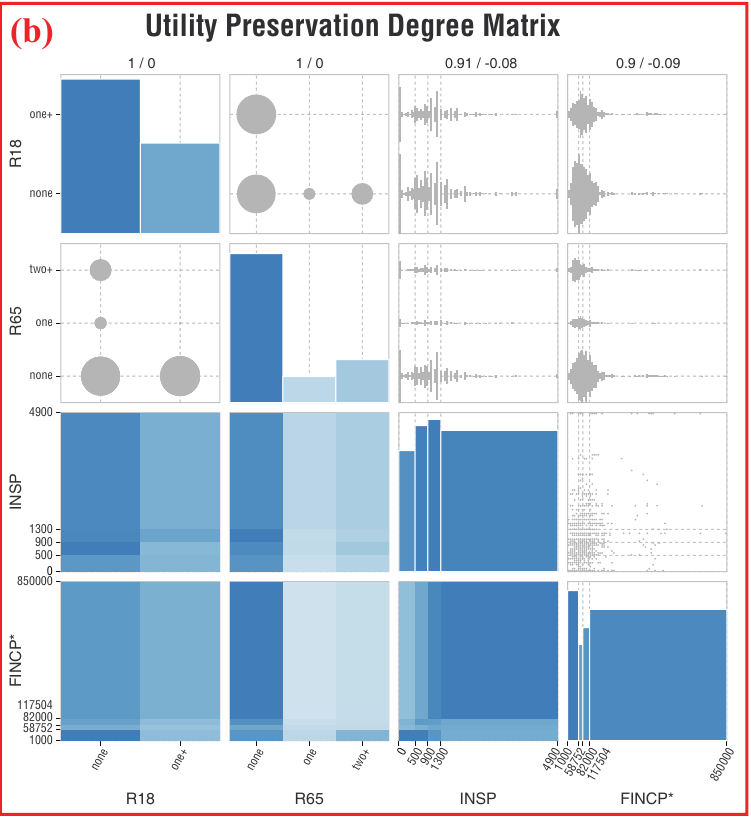 (b) Utility Preservation Degree Matrix
1 / 0 1 / 0 0.91 / -0.08 0.9 / -0.09
R18
one+
none
R65
two+
one
none
INSP
4900
1300
900
500
0
FINCP*
850000
117504
82000
58752
1000
none one+ none one two+ 0 500 900 1300 4900 1000 58752 82000 117504 850000
R18 R65 INSP FINCP*